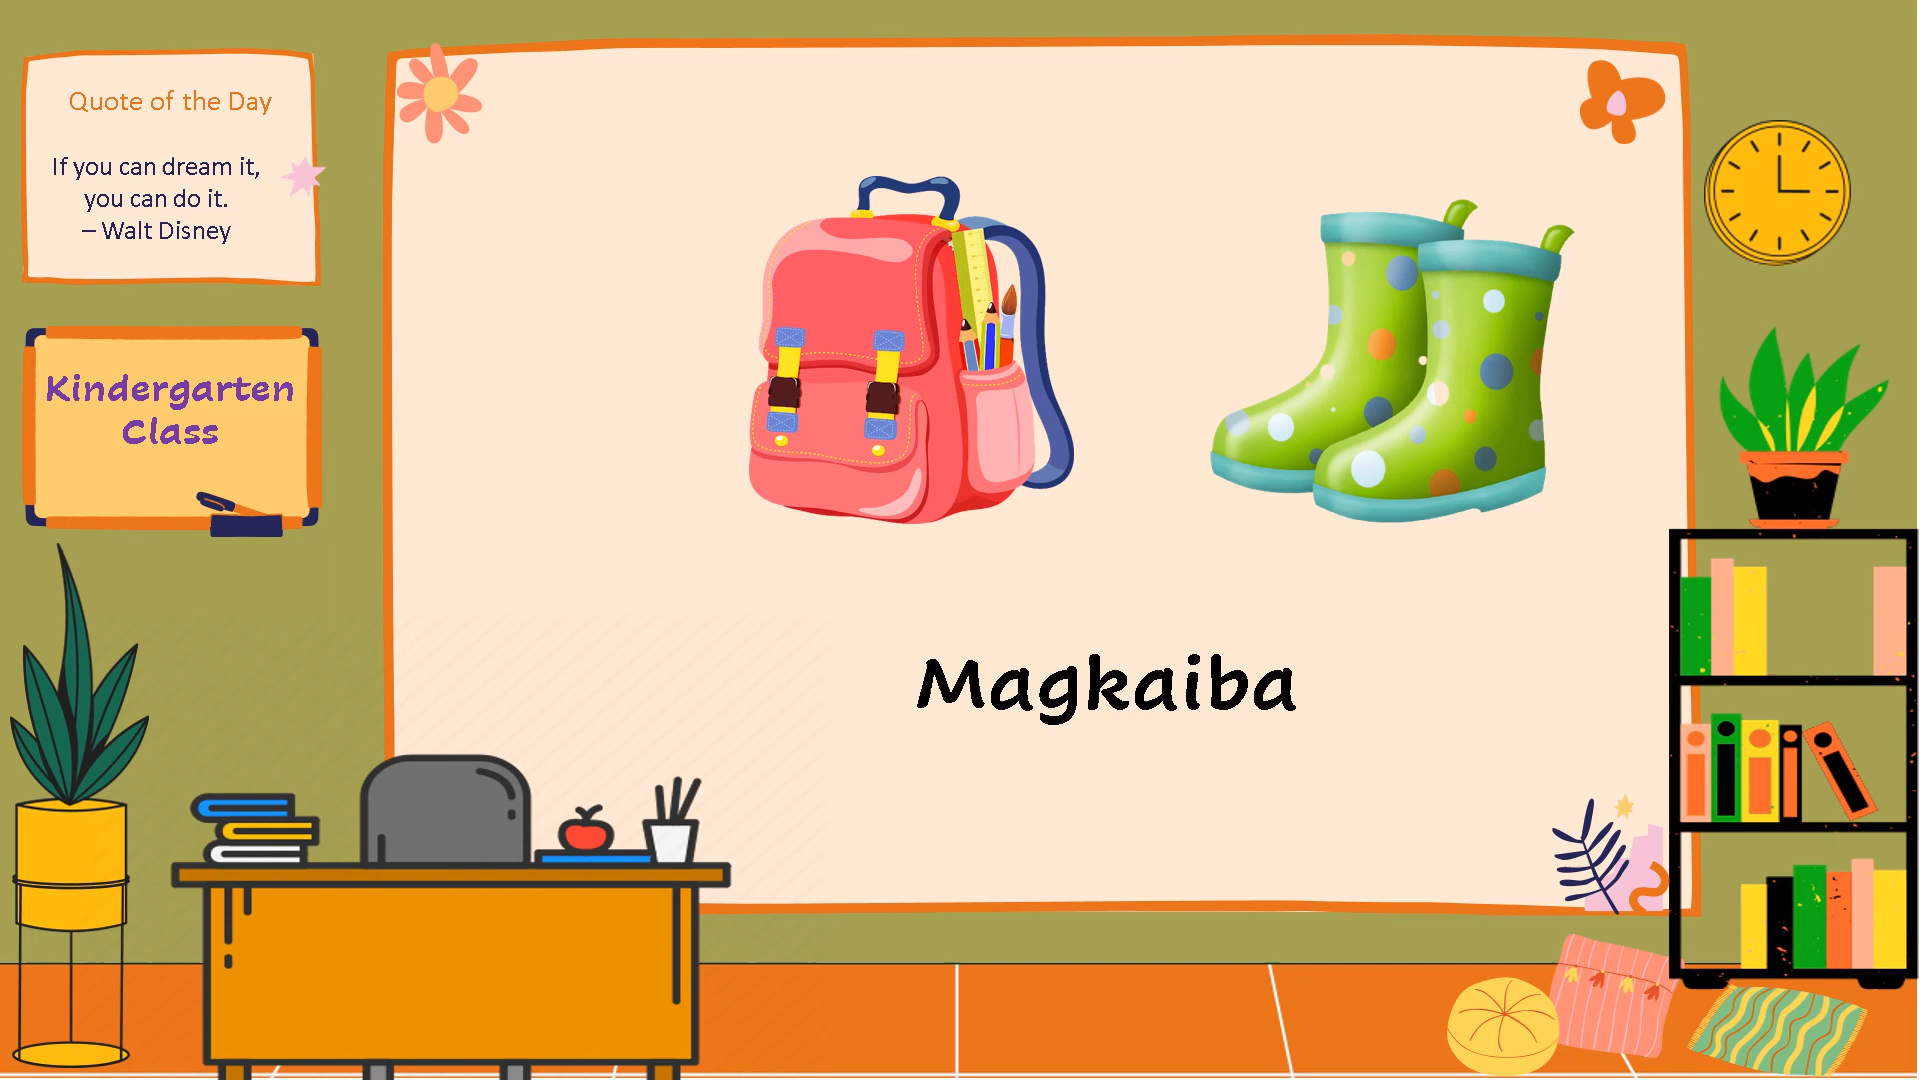 Quote of the Day
If you can dream it,
you can do it.
– Walt Disney
Kindergarten
Class
Magkaiba